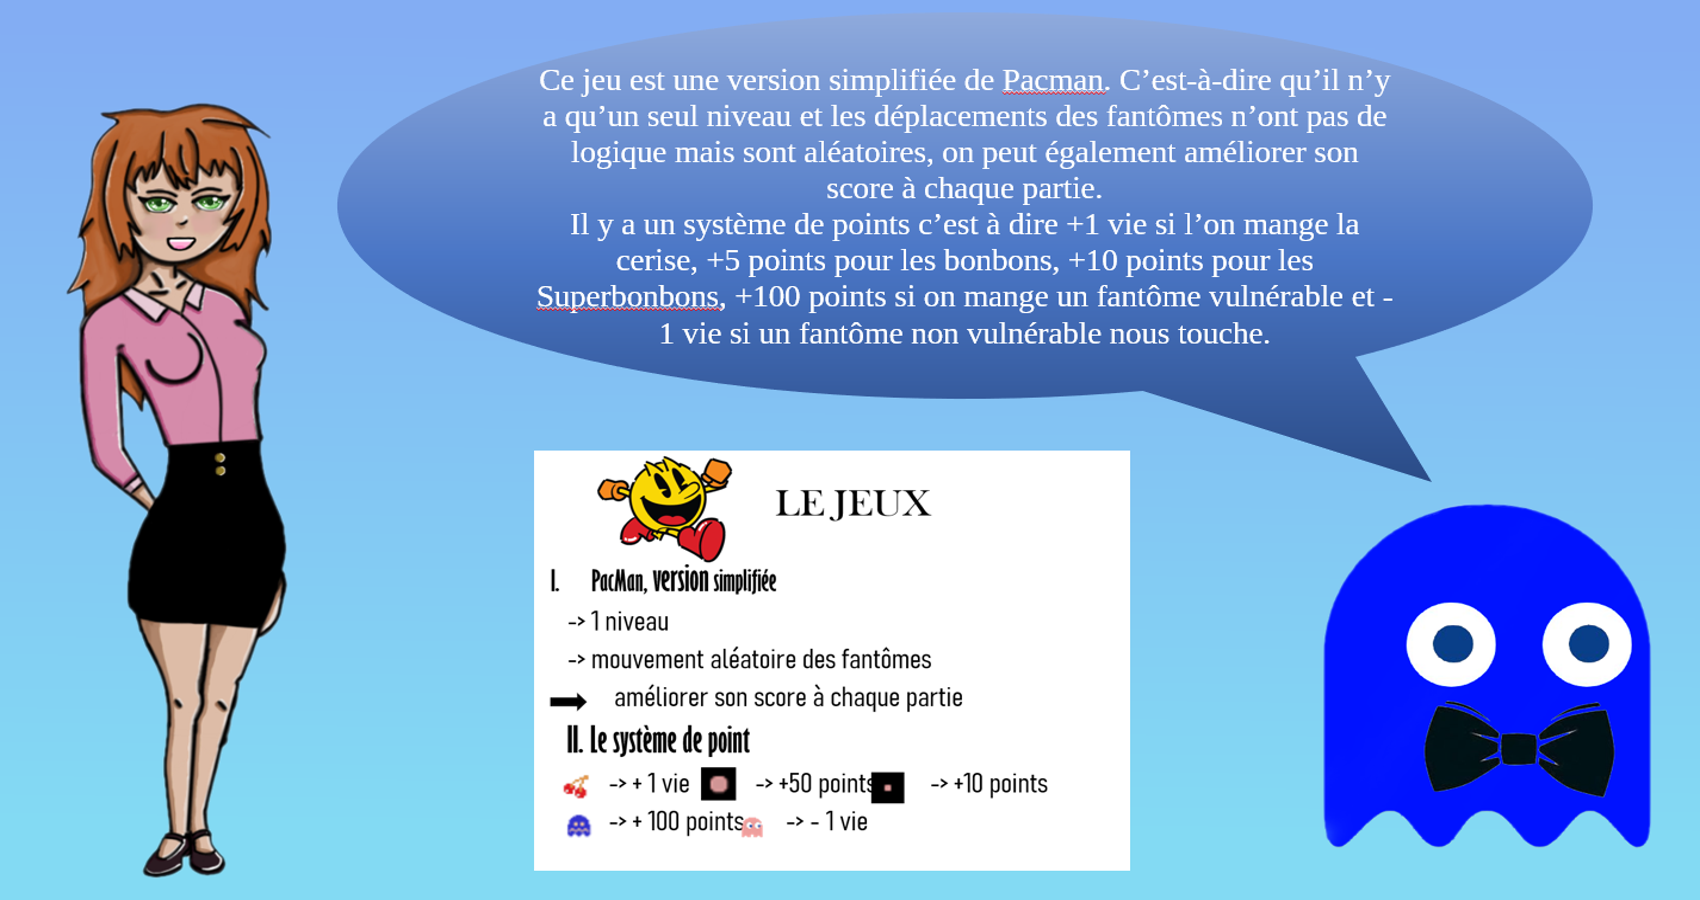 Ce jeu est une version simplifiée de Pacman. C’est-à-dire qu’il n’y
a qu’un seul niveau et les déplacements des fantômes n’ont pas de
logique mais sont aléatoires, on peut également améliorer son
score à chaque partie.
Il y a un système de points c’est à dire +1 vie si l’on mange la
cerise, +5 points pour les bonbons, +10 points pour les
Superbonbons, +100 points si on mange un fantôme vulnérable et -
1 vie si un fantôme non vulnérable nous touche.
LE JEUX
I. PacMan, version simplifiée
-> 1 niveau
-> mouvement aléatoire des fantômes
améliorer son score à chaque partie
II. Le système de point
-> + 1 vie -> +50 points -> +10 points
-> + 100 points -> - 1 vie